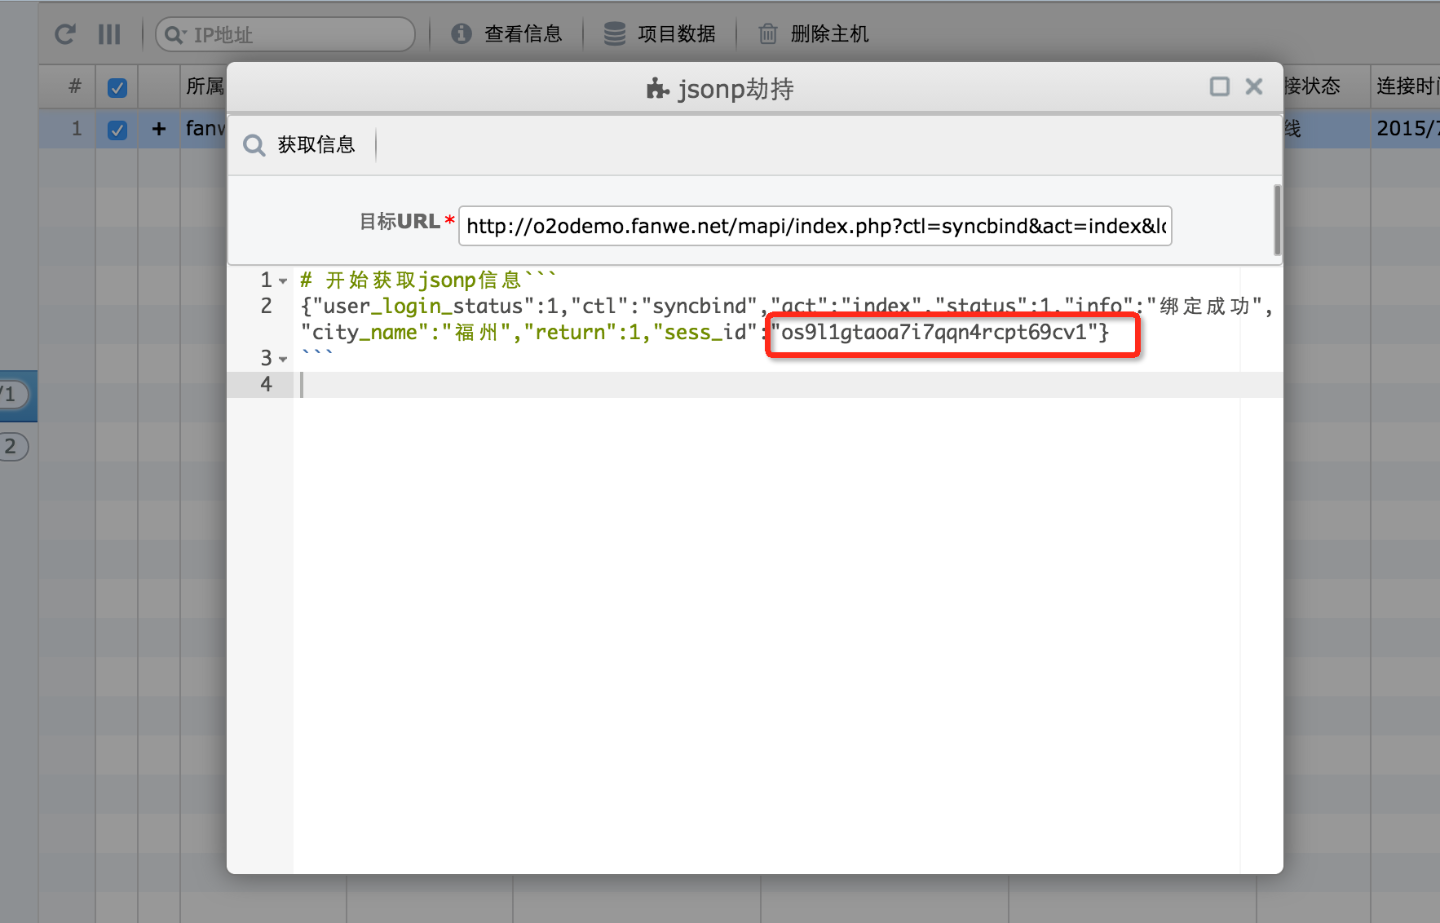 IP地址
查看信息
项目数据
删除主机
#
所属
接状态
连接时间
1
fanwe
线
2015/7
jsonp劫持
获取信息
目标URL*
http://o2odemo.fanwe.net/mapi/index.php?ctl=syncbind&act=index&lo
1 # 开始获取jsonp信息```
2 {"user_login_status":1,"ctl":"syncbind","act":"index","status":1,"info":"绑定成功",
"city_name":"福州","return":1,"sess_id":"os9l1gtaoa7i7qqn4rcpt69cv1"}
3 ```
4
/1
2